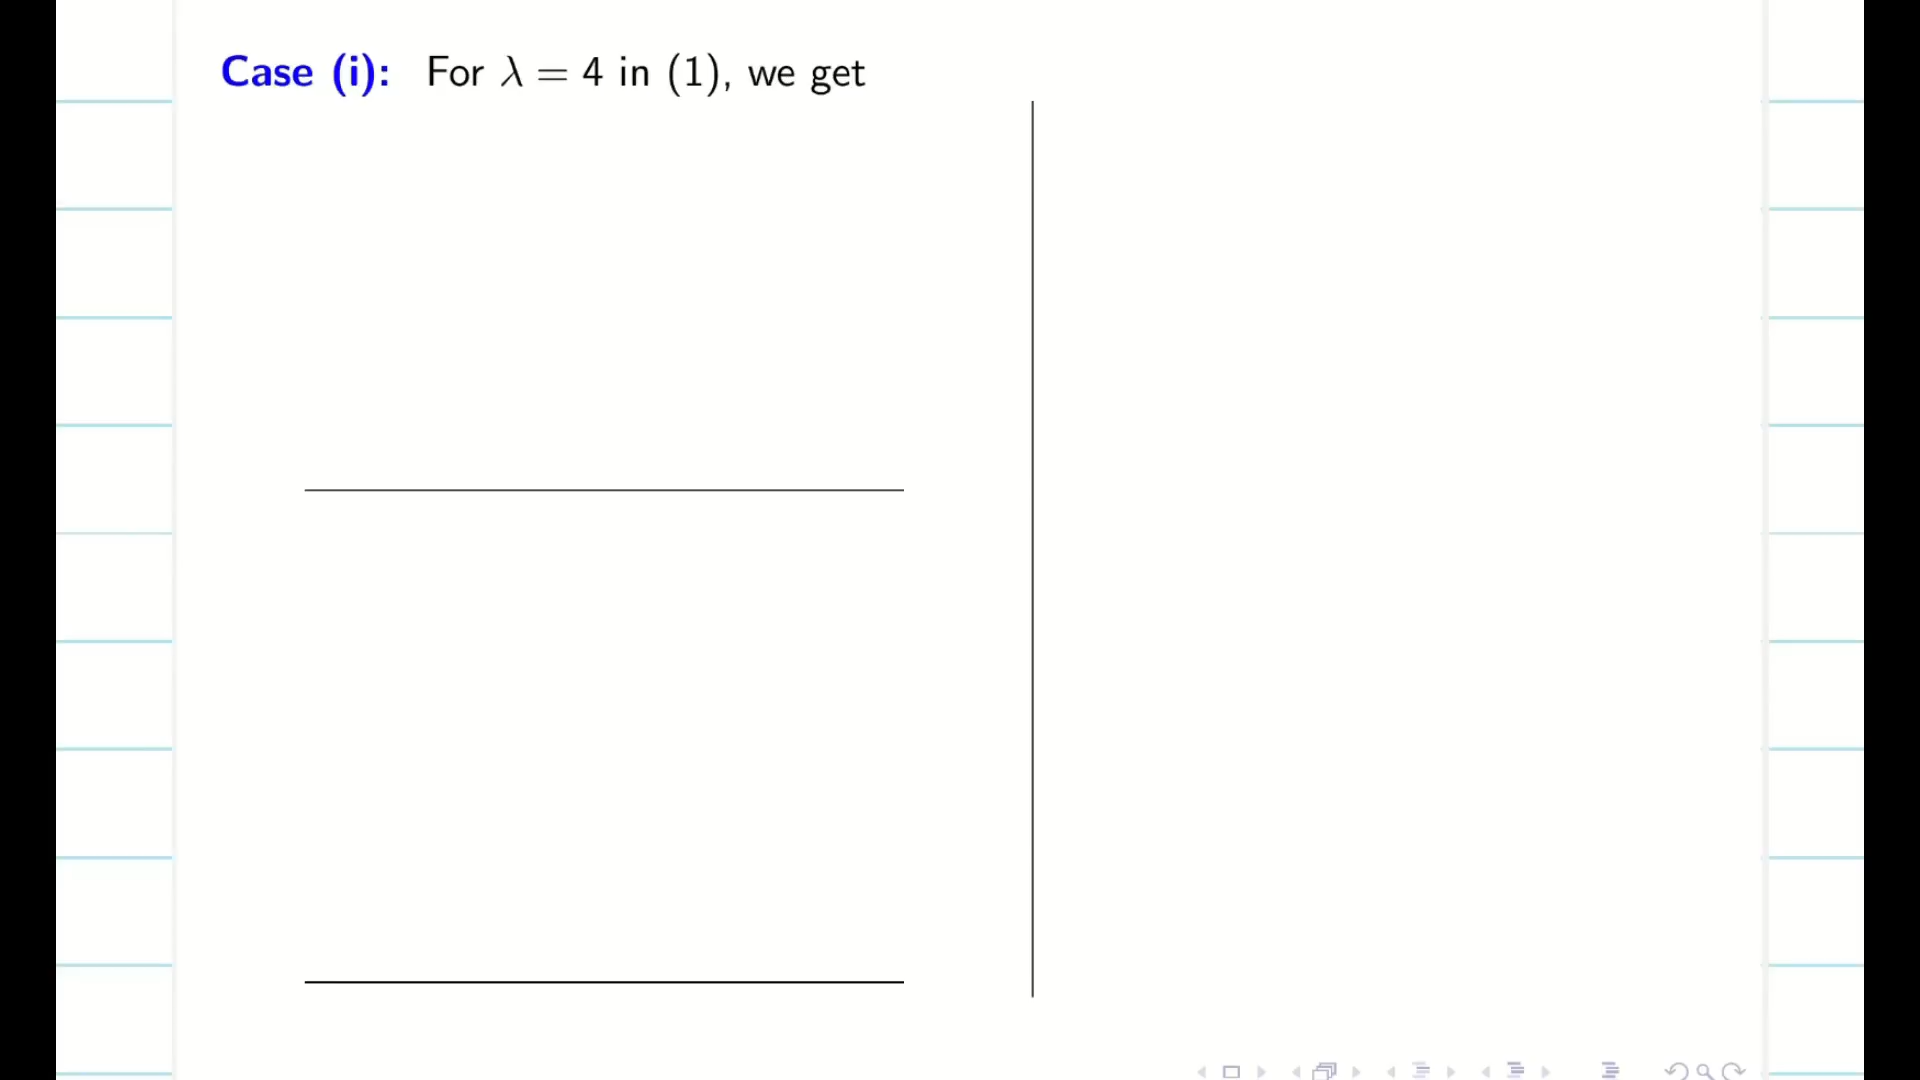 Case (i): For λ = 4 in (1), we get